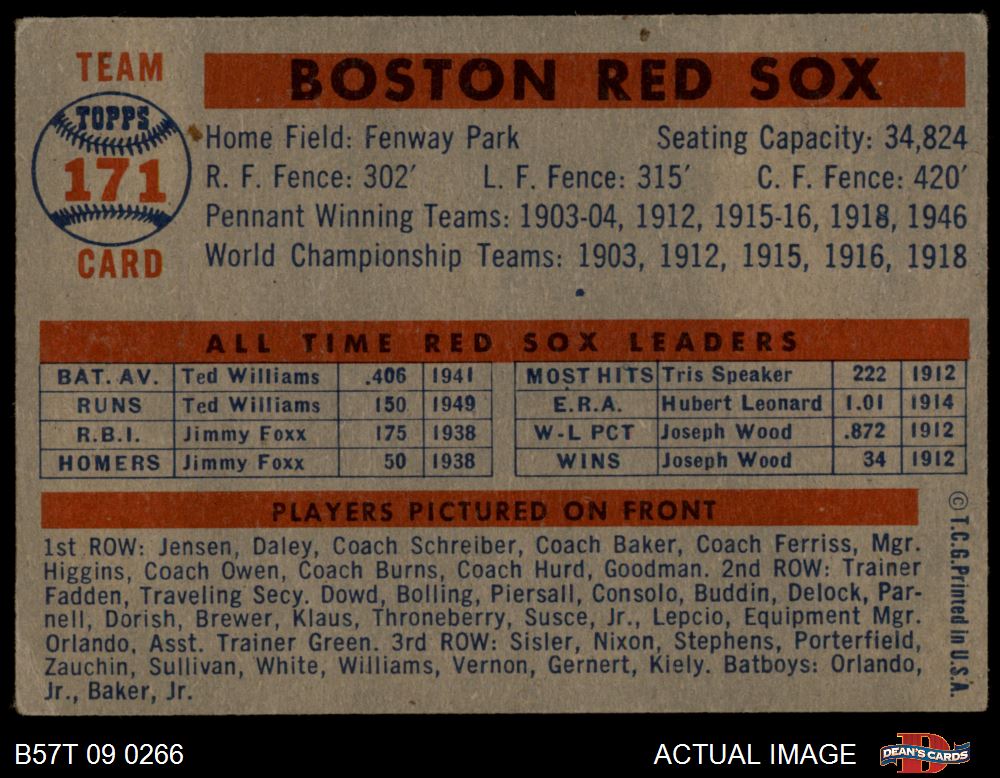 TEAM
TOPPS
171
CARD
BOSTON RED SOX
Home Field: Fenway Park Seating Capacity: 34,824
R. F. Fence: 302′ L. F. Fence: 315′ C. F. Fence: 420′
Pennant Winning Teams: 1903-04, 1912, 1915-16, 1918, 1946
World Championship Teams: 1903, 1912, 1915, 1916, 1918
ALL TIME RED SOX LEADERS
BAT. AV. Ted Williams .406 1941 MOST HITS Tris Speaker 222 1912
RUNS Ted Williams 150 1949 E.R.A. Hubert Leonard 1.01 1914
R.B.I. Jimmy Foxx 175 1938 W-L PCT Joseph Wood .872 1912
HOMERS Jimmy Foxx 50 1938 WINS Joseph Wood 34 1912
PLAYERS PICTURED ON FRONT
1st ROW: Jensen, Daley, Coach Schreiber, Coach Baker, Coach Ferriss, Mgr.
Higgins, Coach Owen, Coach Burns, Coach Hurd, Goodman. 2nd ROW: Trainer
Fadden, Traveling Secy. Dowd, Bolling, Piersall, Consolo, Buddin, Delock, Par-
nell, Dorish, Brewer, Klaus, Throneberry, Susce, Jr., Lepcio, Equipment Mgr.
Orlando, Asst. Trainer Green. 3rd ROW: Sisler, Nixon, Stephens, Porterfield,
Zauchin, Sullivan, White, Williams, Vernon, Gernert, Kiely. Batboys: Orlando,
Jr., Baker, Jr.
© T.C.G. Printed in U.S.A.
B57T 09 0266 ACTUAL IMAGE
DEAN'S CARDS